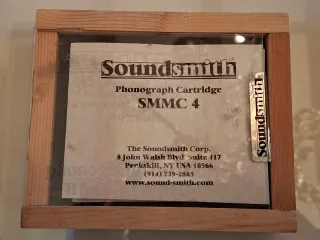 Soundsmith
Phonograph Cartridge
SMMC 4
The Soundsmith Corp.
8 John Walsh Blvd. Suite 417
Peekskill, NY USA 10566
(914) 739-2885
www.sound-smith.com
Soundsmith